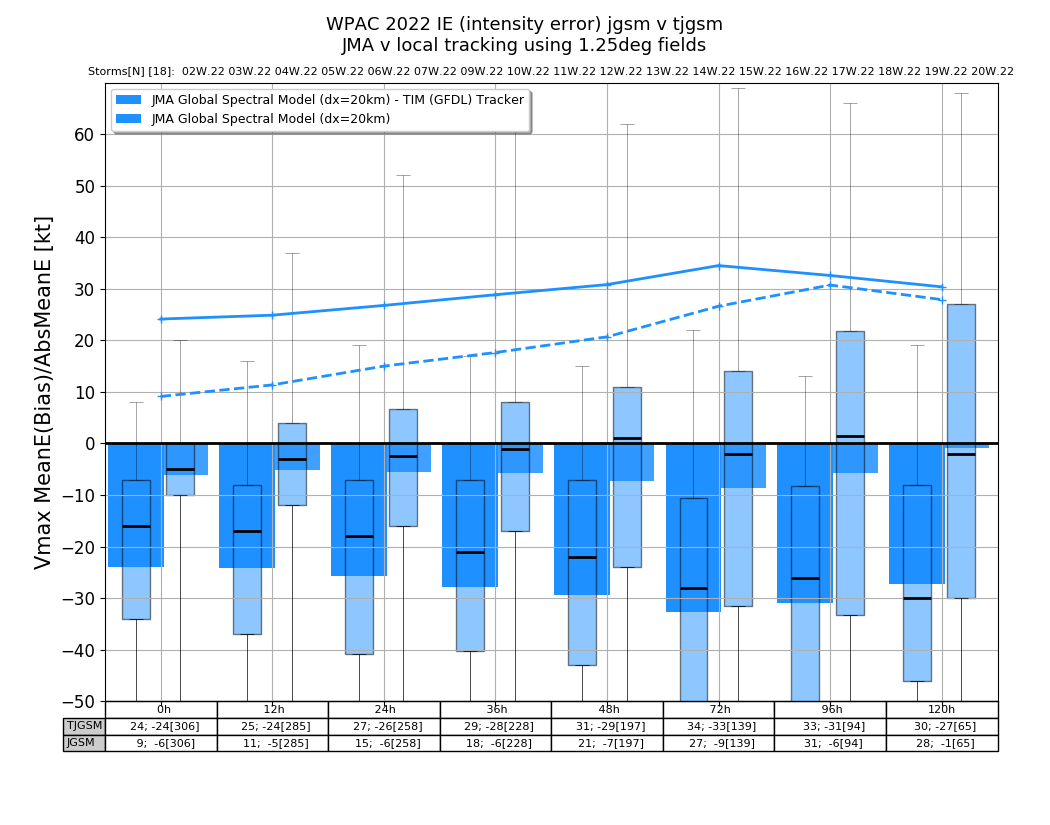 WPAC 2022 IE (intensity error) jgsm v tjgsm
JMA v local tracking using 1.25deg fields
Storms[N] [18]: 02W.22 03W.22 04W.22 05W.22 06W.22 07W.22 09W.22 10W.22 11W.22 12W.22 13W.22 14W.22 15W.22 16W.22 17W.22 18W.22 19W.22 20W.22
JMA Global Spectral Model (dx=20km) - TIM (GFDL) Tracker
JMA Global Spectral Model (dx=20km)
Vmax MeanE(Bias)/AbsMeanE [kt]
60
50
40
30
20
10
0
−10
−20
−30
−40
−50
0h 12h 24h 36h 48h 72h 96h 120h
TJGSM 24; -24[306] 25; -24[285] 27; -26[258] 29; -28[228] 31; -29[197] 34; -33[139] 33; -31[94] 30; -27[65]
JGSM 9; -6[306] 11; -5[285] 15; -6[258] 18; -6[228] 21; -7[197] 27; -9[139] 31; -6[94] 28; -1[65]